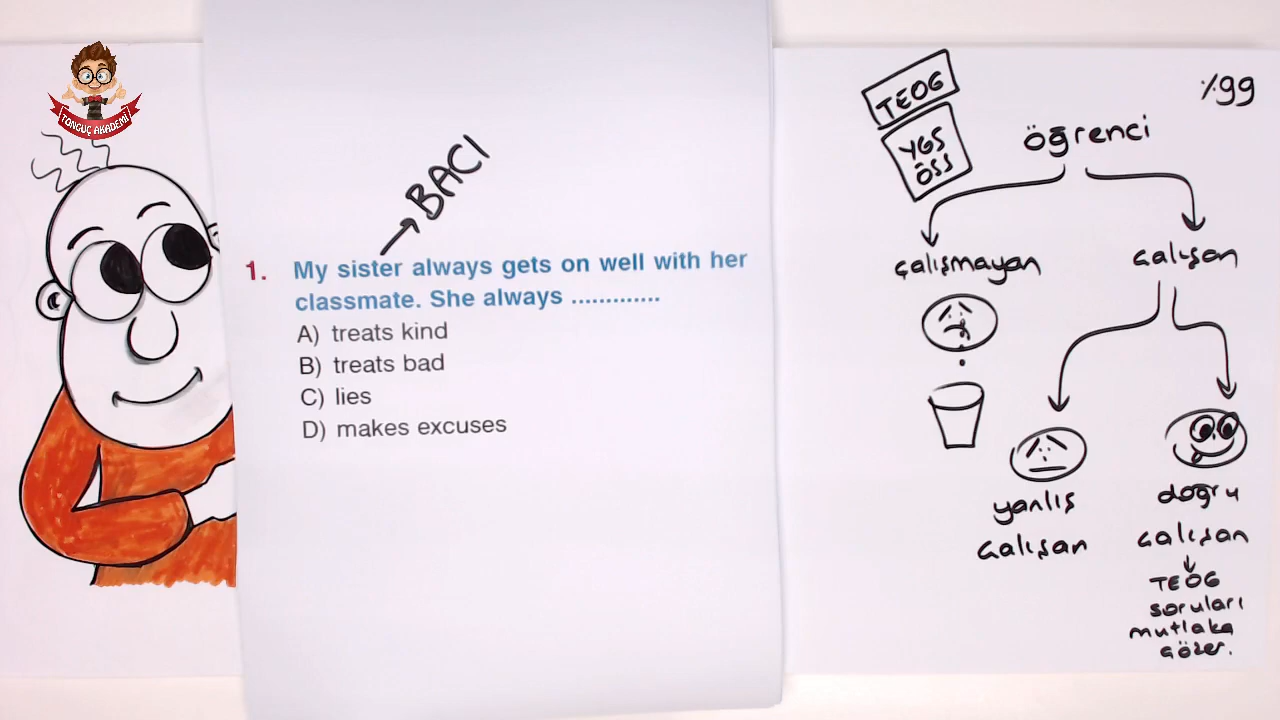 TONGUÇ AKADEMİ
→ BACI
1. My sister always gets on well with her
classmate. She always .............
A) treats kind
B) treats bad
C) lies
D) makes excuses
TEOG
YGS
ÖSS
%99
öğrenci
çalışmayan
çalışan
yanlış
çalışan
doğru
çalışan
TEOG
soruları
mutlaka
çözer.